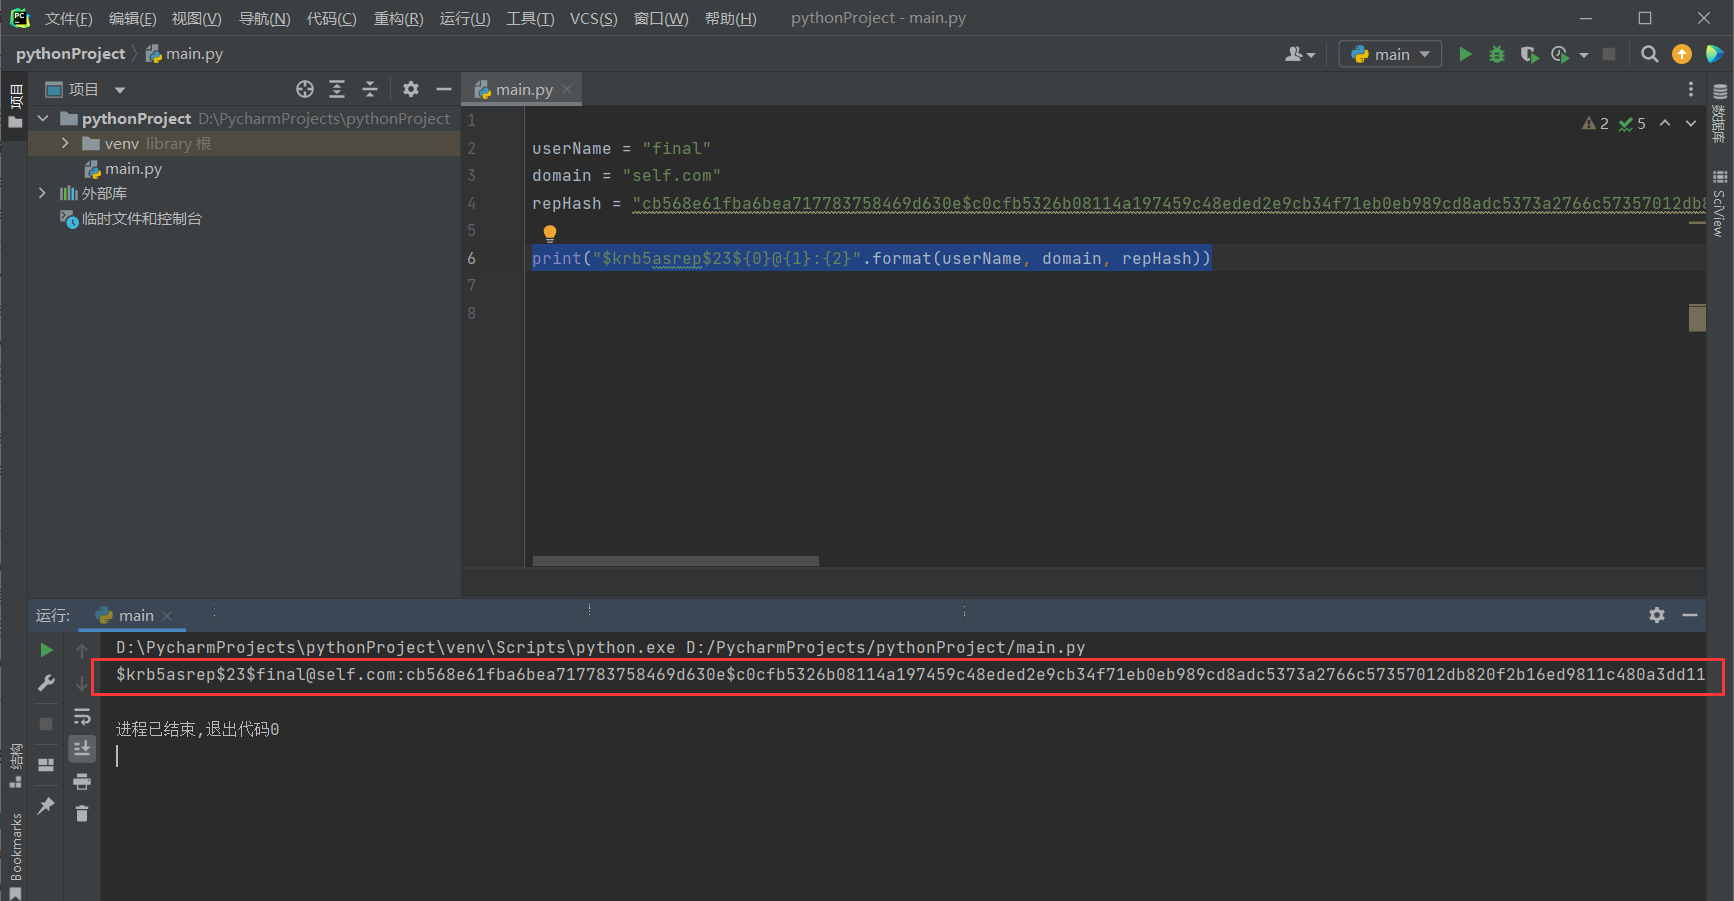 文件(F) 编辑(E) 视图(V) 导航(N) 代码(C) 重构(R) 运行(U) 工具(T) VCS(S) 窗口(W) 帮助(H) pythonProject - main.py
pythonProject main.py main
项目 main.py
项目
pythonProject D:\PycharmProjects\pythonProject
venv library 根
main.py
外部库
临时文件和控制台
1
2 userName = "final"
3 domain = "self.com"
4 repHash = "cb568e61fba6bea717783758469d630e$c0cfb5326b08114a197459c48eded2e9cb34f71eb0eb989cd8adc5373a2766c57357012db8
5
6 print("$krb5asrep$23${0}@{1}:{2}".format(userName, domain, repHash))
7
8
2 5
数据库
SciView
运行: main
D:\PycharmProjects\pythonProject\venv\Scripts\python.exe D:/PycharmProjects/pythonProject/main.py
$krb5asrep$23$final@self.com:cb568e61fba6bea717783758469d630e$c0cfb5326b08114a197459c48eded2e9cb34f71eb0eb989cd8adc5373a2766c57357012db820f2b16ed9811c480a3dd11
进程已结束,退出代码0
结构
Bookmarks